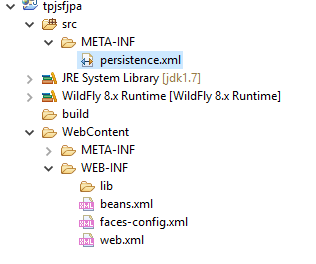 tpjsfjpa
src
META-INF
persistence.xml
JRE System Library [jdk1.7]
WildFly 8.x Runtime [WildFly 8.x Runtime]
build
WebContent
META-INF
WEB-INF
lib
beans.xml
faces-config.xml
web.xml